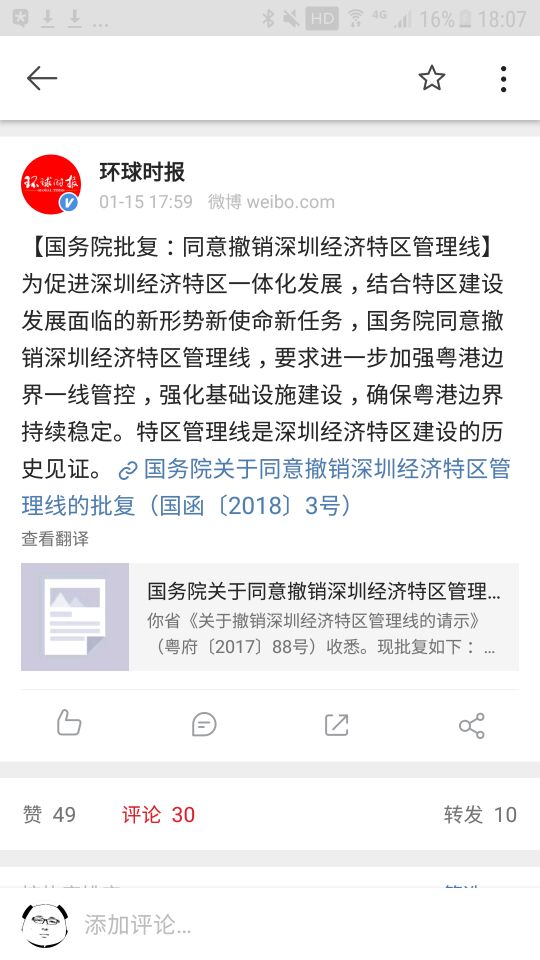 ... HD 4G 16% 18:07
环球时报
环球时报
GLOBAL TIMES
01-15 17:59 微博 weibo.com
【国务院批复：同意撤销深圳经济特区管理线】
为促进深圳经济特区一体化发展，结合特区建设
发展面临的新形势新使命新任务，国务院同意撤
销深圳经济特区管理线，要求进一步加强粤港边
界一线管控，强化基础设施建设，确保粤港边界
持续稳定。特区管理线是深圳经济特区建设的历
史见证。国务院关于同意撤销深圳经济特区管
理线的批复（国函〔2018〕3号）
查看翻译
国务院关于同意撤销深圳经济特区管理...
你省《关于撤销深圳经济特区管理线的请示》
（粤府〔2017〕88号）收悉。现批复如下： ...
赞 49 评论 30 转发 10
添加评论...